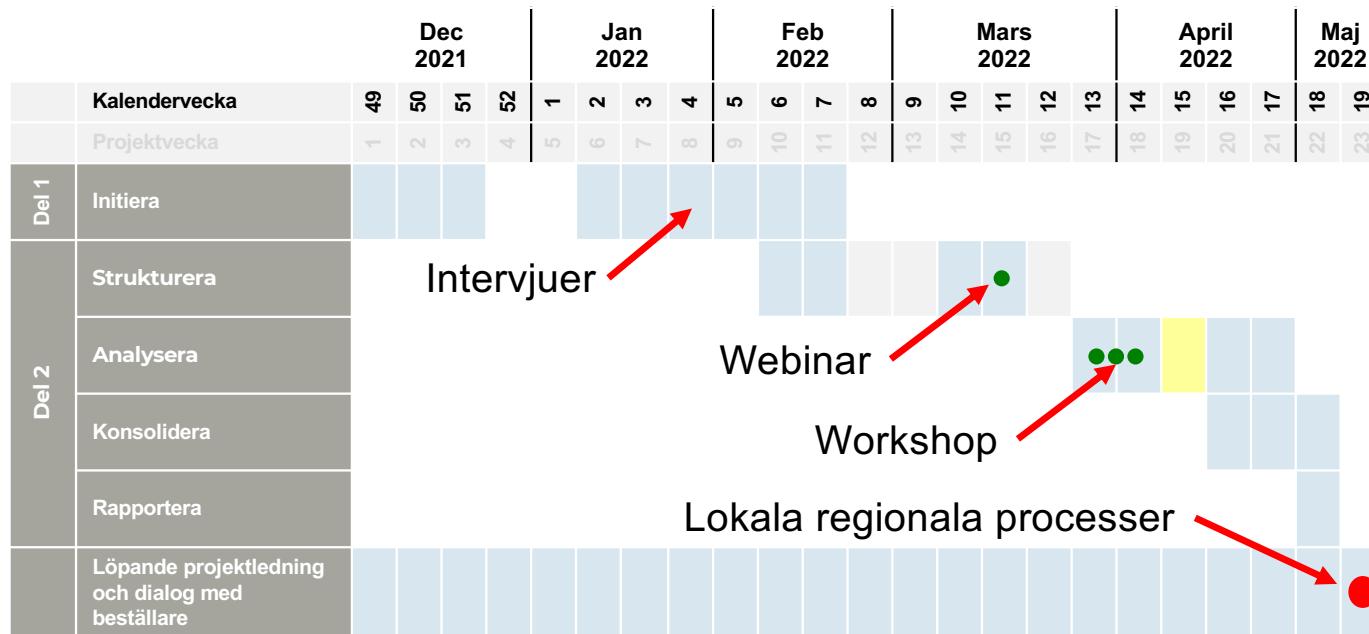 Dec
2021
Jan
2022
Feb
2022
Mars
2022
April
2022
Maj
2022
Kalendervecka 49 50 51 52 1 2 3 4 5 6 7 8 9 10 11 12 13 14 15 16 17 18 19
Projektvecka 1 2 3 4 5 6 7 8 9 10 11 12 13 14 15 16 17 18 19 20 21 22 23
Del 1
Initiera
Del 2
Strukturera
Intervjuer
Analysera
Webinar
Konsolidera
Workshop
Rapportera
Lokala regionala processer
Löpande projektledning
och dialog med
beställare